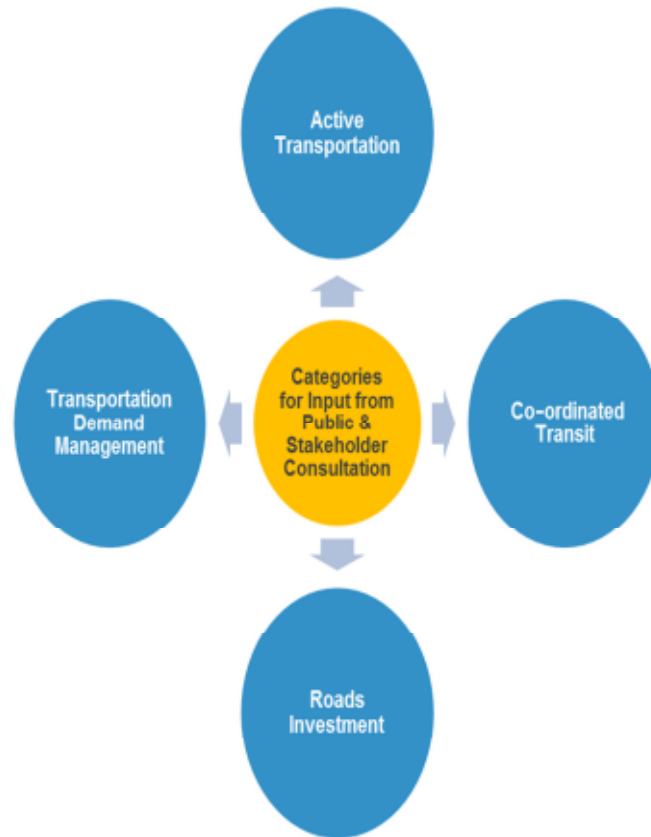 Active
Transportation
Transportation
Demand
Management
Categories
for Input from
Public &
Stakeholder
Consultation
Co-ordinated
Transit
Roads
Investment